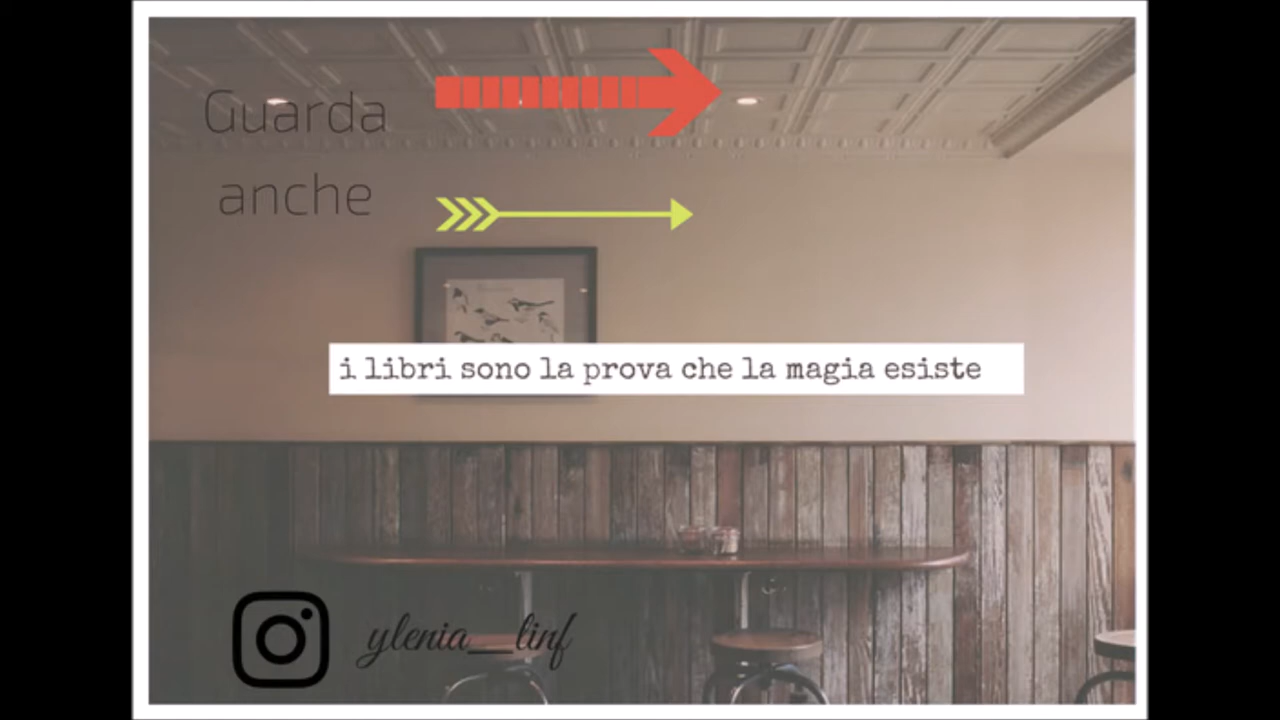 Guarda
anche
i libri sono la prova che la magia esiste
ylenia__linf